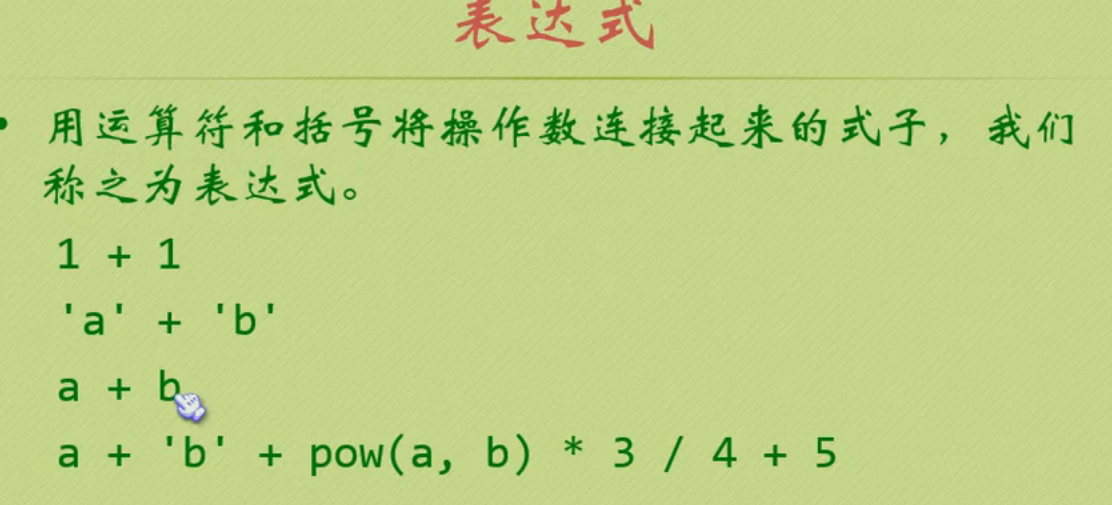 表达式
• 用运算符和括号将操作数连接起来的式子，我们
称之为表达式。
1 + 1
'a' + 'b'
a + b
a + 'b' + pow(a, b) * 3 / 4 + 5